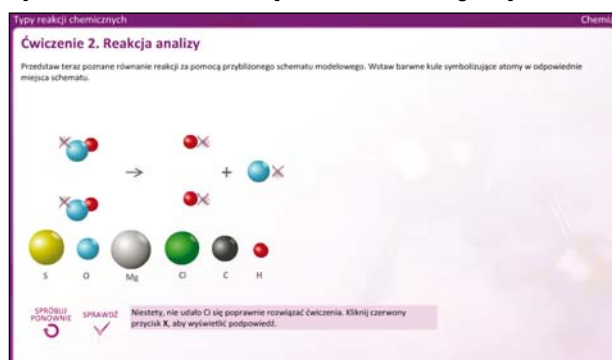 Typy reakcji chemicznych Chemia
Ćwiczenie 2. Reakcja analizy
Przedstaw teraz poznane równanie reakcji za pomocą przybliżonego schematu modelowego. Wstaw barwne kule symbolizujące atomy w odpowiednie
miejsca schematu.
→ +
S O Mg Cl C H
SPRÓBUJ
PONOWNIE
SPRAWDŹ
Niestety, nie udało Ci się poprawnie rozwiązać ćwiczenia. Kliknij czerwony
przycisk X, aby wyświetlić podpowiedź.